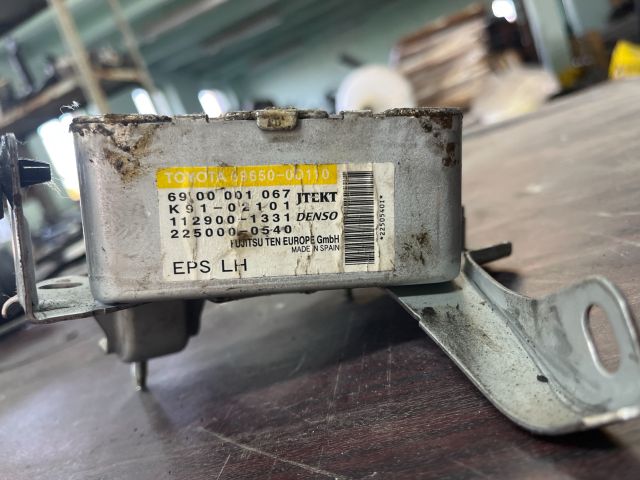 TOYOTA 89650-0D110
69 00 001 067 JTEKT
K91-02101
112900-1331 DENSO
225000-0540
FUJITSU TEN EUROPE GmbH
MADE IN SPAIN
EPS LH
*22505401*